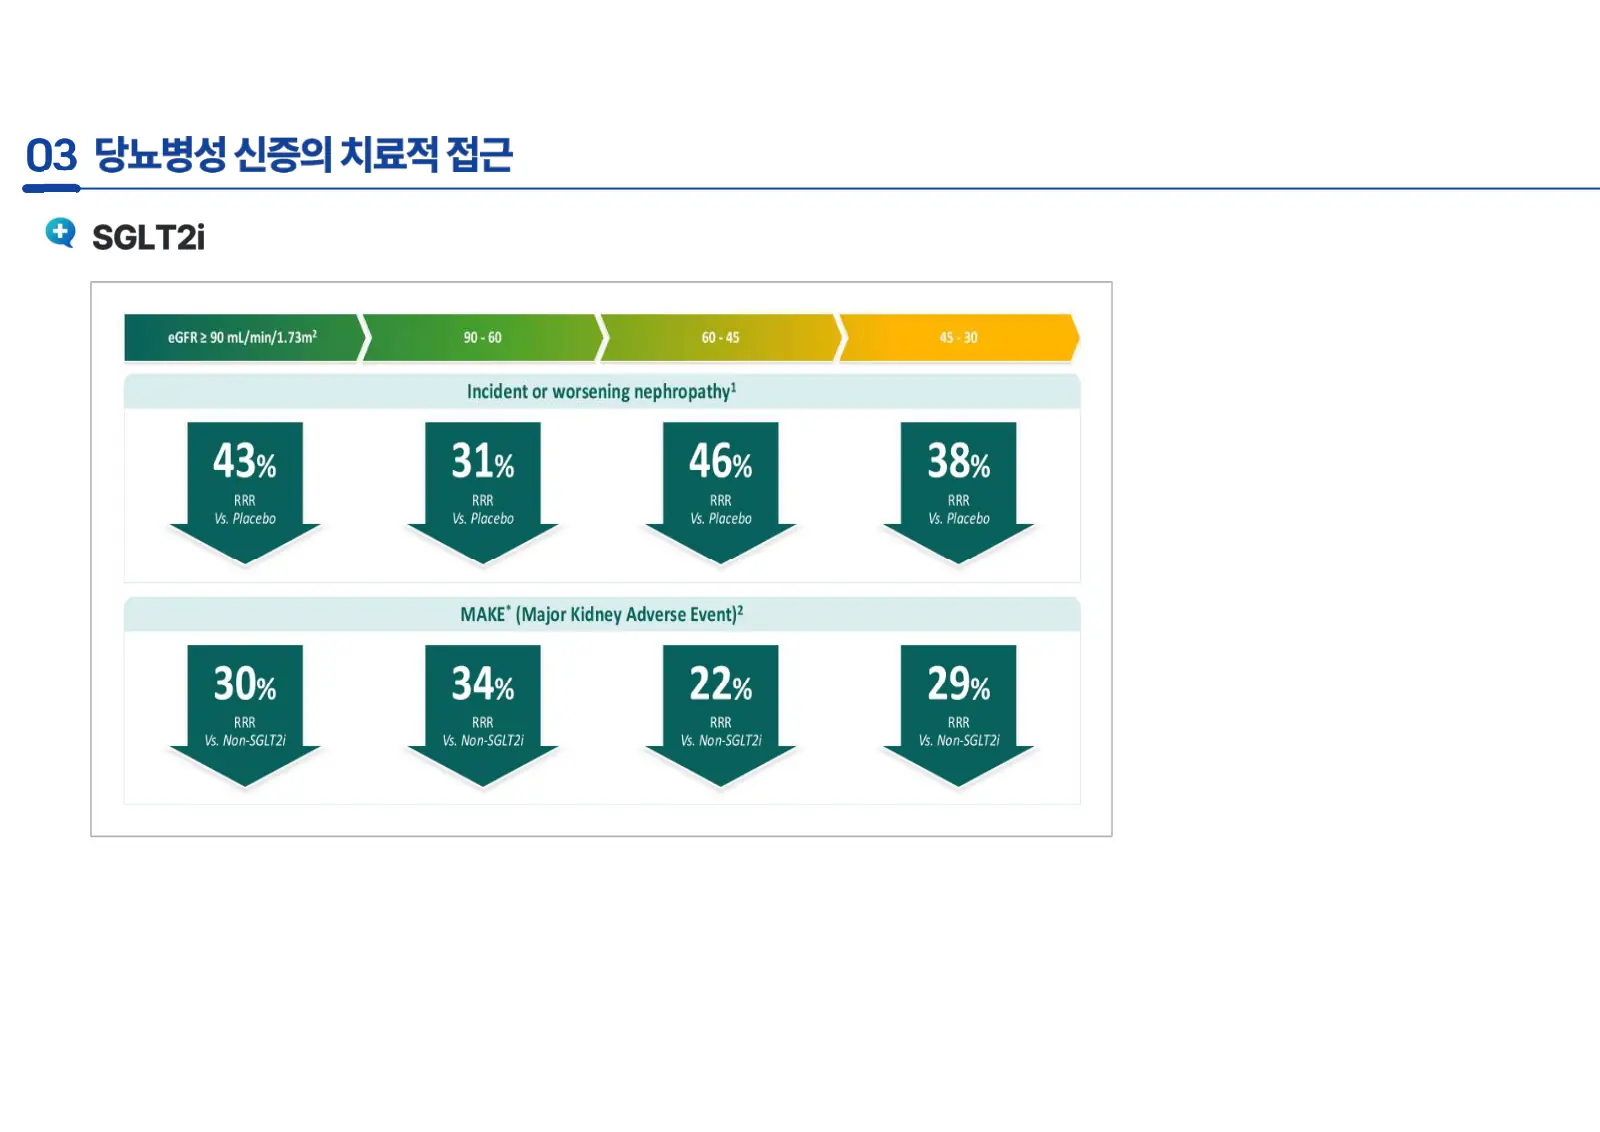 03 당뇨병성 신증의 치료적 접근
SGLT2i
eGFR ≥ 90 mL/min/1.73m² 90 - 60 60 - 45 45 - 30
Incident or worsening nephropathy¹
43% 31% 46% 38%
RRR RRR RRR RRR
Vs. Placebo Vs. Placebo Vs. Placebo Vs. Placebo
MAKE* (Major Kidney Adverse Event)²
30% 34% 22% 29%
RRR RRR RRR RRR
Vs. Non-SGLT2i Vs. Non-SGLT2i Vs. Non-SGLT2i Vs. Non-SGLT2i